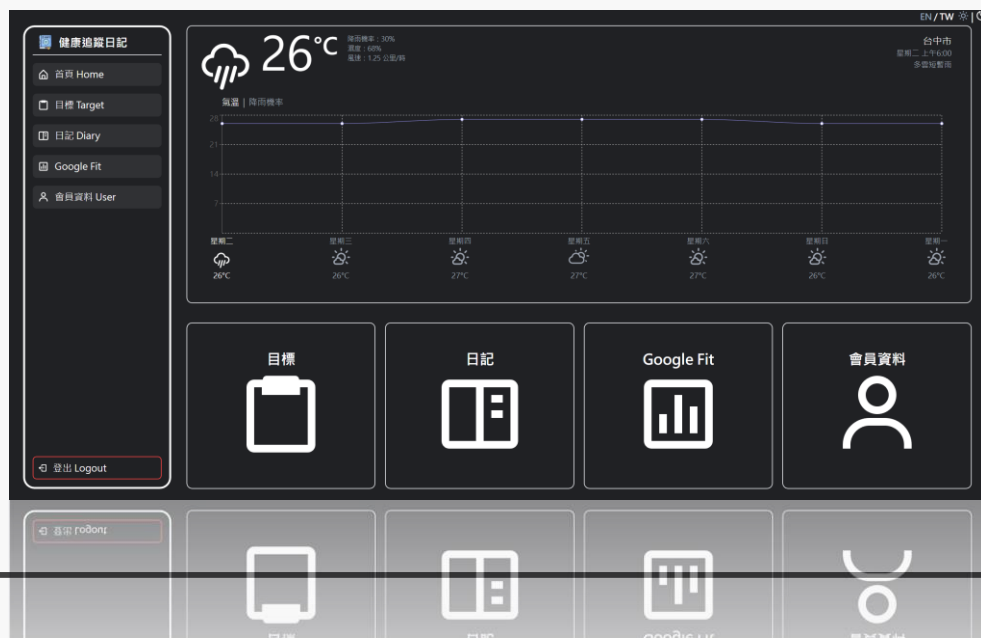 EN / TW
健康追蹤日記
首頁 Home
目標 Target
日記 Diary
Google Fit
會員資料 User
登出 Logout
26°C
降雨機率：30%
濕度：68%
風速：1.25 公里/時
台中市
星期二 上午6:00
多雲短暫雨
氣溫 | 降雨機率
28
21
14
7
星期二 星期三 星期四 星期五 星期六 星期日 星期一
26°C 26°C 27°C 27°C 27°C 26°C 26°C
目標 日記 Google Fit 會員資料